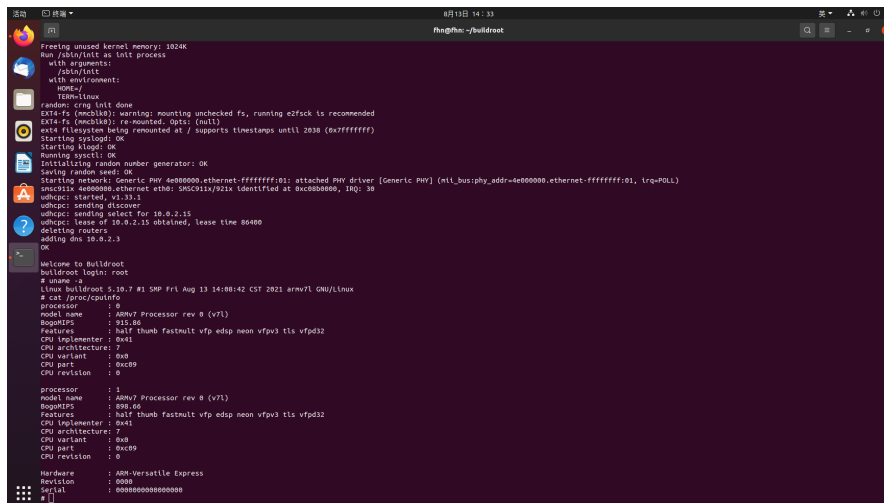 活动
终端
8月13日 14：33
英
fhn@fhn: ~/buildroot
Freeing unused kernel memory: 1024K
Run /sbin/init as init process
  with arguments:
    /sbin/init
  with environment:
    HOME=/
    TERM=linux
random: crng init done
EXT4-fs (mmcblk0): warning: mounting unchecked fs, running e2fsck is recommended
EXT4-fs (mmcblk0): re-mounted. Opts: (null)
ext4 filesystem being remounted at / supports timestamps until 2038 (0x7fffffff)
Starting syslogd: OK
Starting klogd: OK
Running sysctl: OK
Initializing random number generator: OK
Saving random seed: OK
Starting network: Generic PHY 4e000000.ethernet-ffffffff:01: attached PHY driver [Generic PHY] (mii_bus:phy_addr=4e000000.ethernet-ffffffff:01, irq=POLL)
smsc911x 4e000000.ethernet eth0: SMSC911x/921x identified at 0xc08b0000, IRQ: 30
udhcpc: started, v1.33.1
udhcpc: sending discover
udhcpc: sending select for 10.0.2.15
udhcpc: lease of 10.0.2.15 obtained, lease time 86400
deleting routers
adding dns 10.0.2.3
OK
Welcome to Buildroot
buildroot login: root
# uname -a
Linux buildroot 5.10.7 #1 SMP Fri Aug 13 14:08:42 CST 2021 armv7l GNU/Linux
# cat /proc/cpuinfo
processor       : 0
model name      : ARMv7 Processor rev 0 (v7l)
BogoMIPS        : 915.86
Features        : half thumb fastmult vfp edsp neon vfpv3 tls vfpd32
CPU implementer : 0x41
CPU architecture: 7
CPU variant     : 0x0
CPU part        : 0xc09
CPU revision    : 0
processor       : 1
model name      : ARMv7 Processor rev 0 (v7l)
BogoMIPS        : 898.66
Features        : half thumb fastmult vfp edsp neon vfpv3 tls vfpd32
CPU implementer : 0x41
CPU architecture: 7
CPU variant     : 0x0
CPU part        : 0xc09
CPU revision    : 0
Hardware        : ARM-Versatile Express
Revision        : 0000
Serial          : 0000000000000000
#